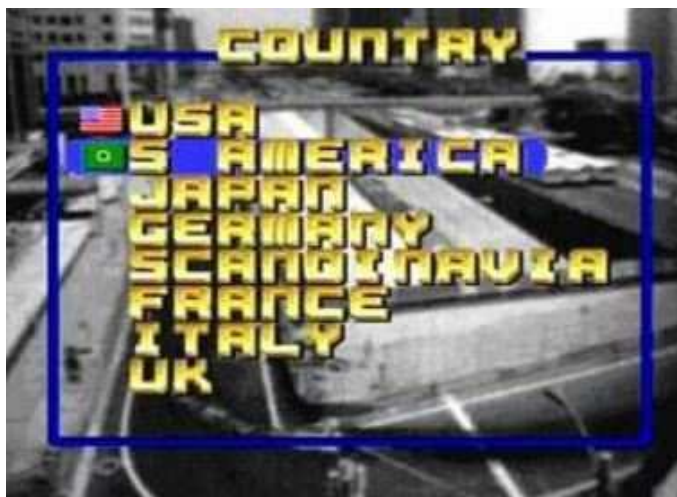 COUNTRY
USA
S AMERICA
JAPAN
GERMANY
SCANDINAVIA
FRANCE
ITALY
UK